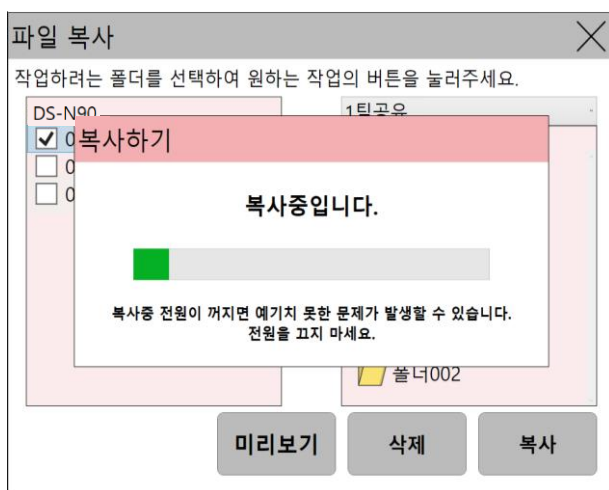 파일 복사
작업하려는 폴더를 선택하여 원하는 작업의 버튼을 눌러주세요.
DS-N90
1팀공유
0
0
0
복사하기
복사중입니다.
복사중 전원이 꺼지면 예기치 못한 문제가 발생할 수 있습니다.
전원을 끄지 마세요.
폴더002
미리보기
삭제
복사